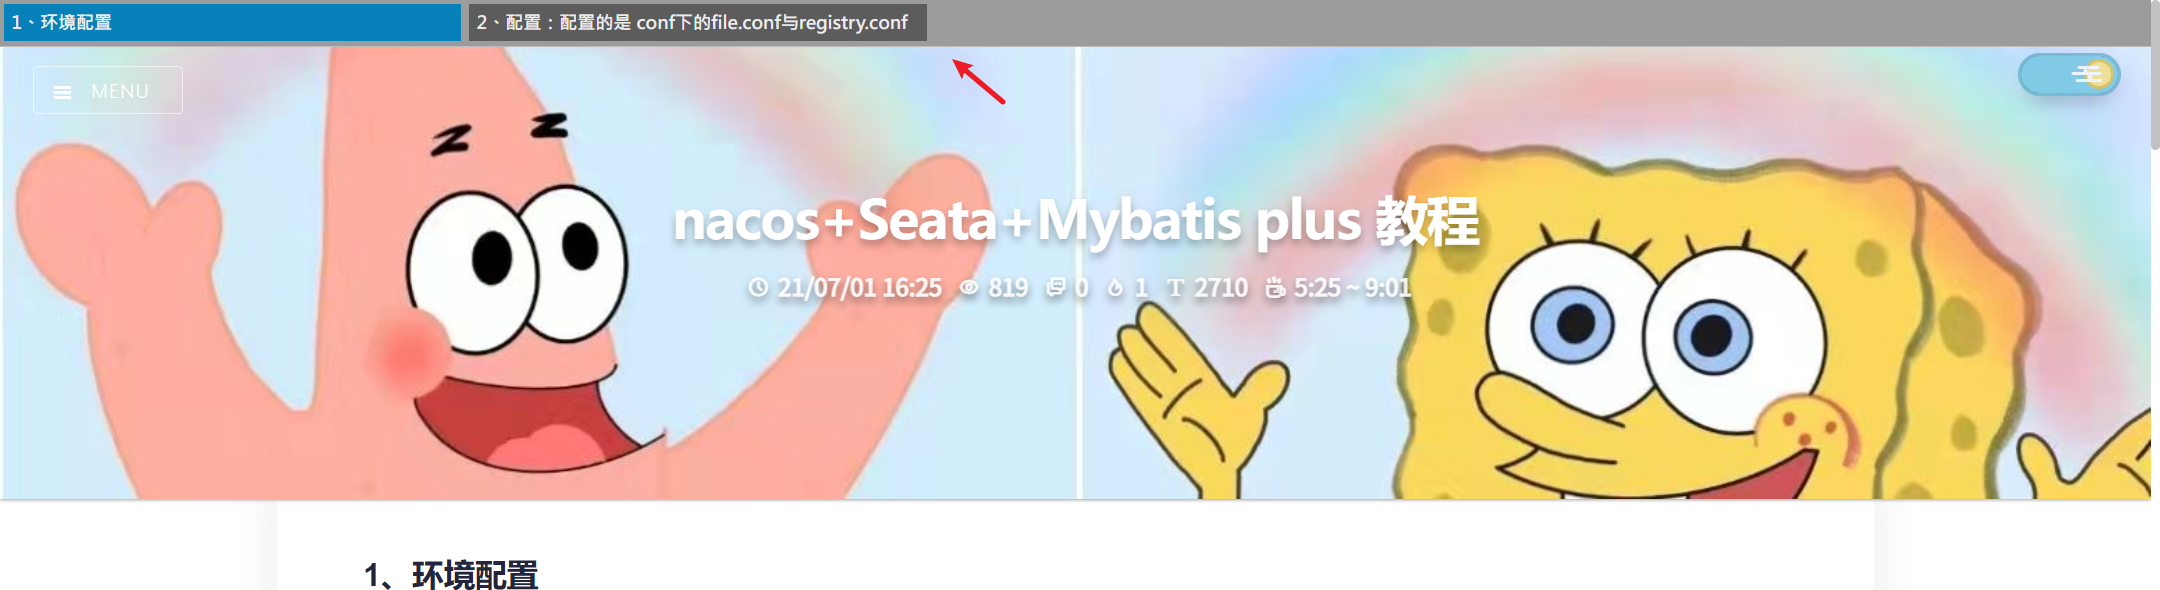 1、环境配置
2、配置：配置的是 conf下的file.conf与registry.conf
MENU
nacos+Seata+Mybatis plus 教程
21/07/01 16:25 819 0 1 T 2710 5:25 ~ 9:01
1、环境配置